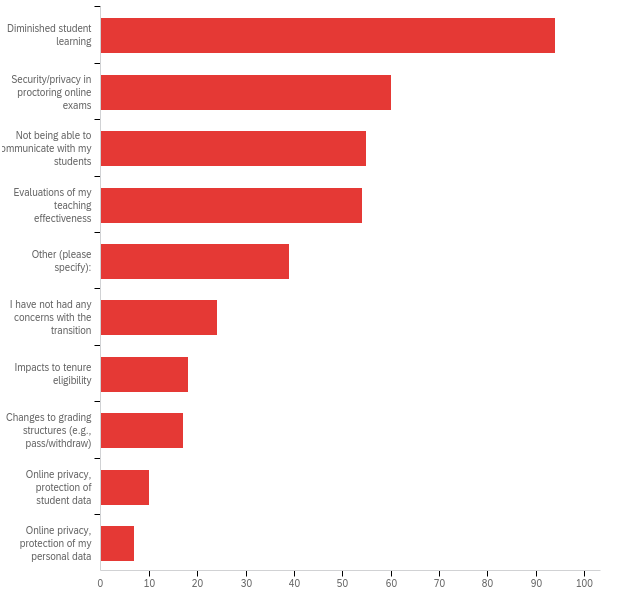 Diminished student
learning
Security/privacy in
proctoring online
exams
Not being able to
ommunicate with my
students
Evaluations of my
teaching
effectiveness
Other (please
specify):
I have not had any
concerns with the
transition
Impacts to tenure
eligibility
Changes to grading
structures (e.g.,
pass/withdraw)
Online privacy,
protection of
student data
Online privacy,
protection of my
personal data
0 10 20 30 40 50 60 70 80 90 100